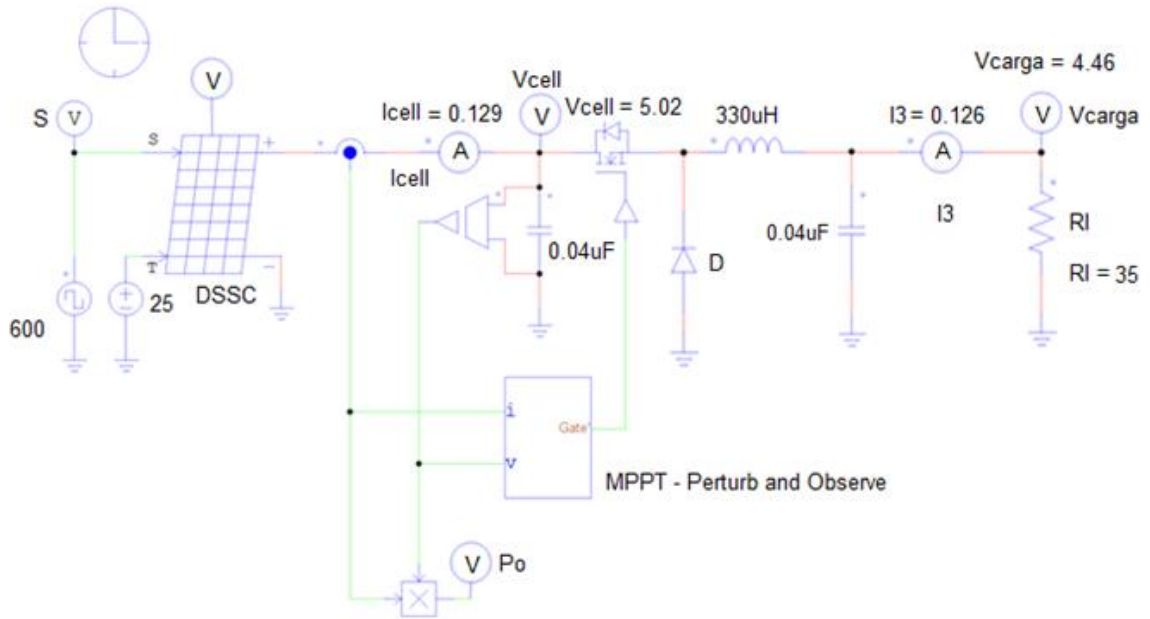 Vcarga = 4.46
V
Vcell
Vcell = 5.02
S V
Icell = 0.129
V
330uH
I3 = 0.126
V
Vcarga
S
+
A
A
Icell
I3
0.04uF
0.04uF
Rl
D
T
-
DSSC
25
Rl = 35
600
i
Gate'
V
MPPT - Perturb and Observe
V
Po